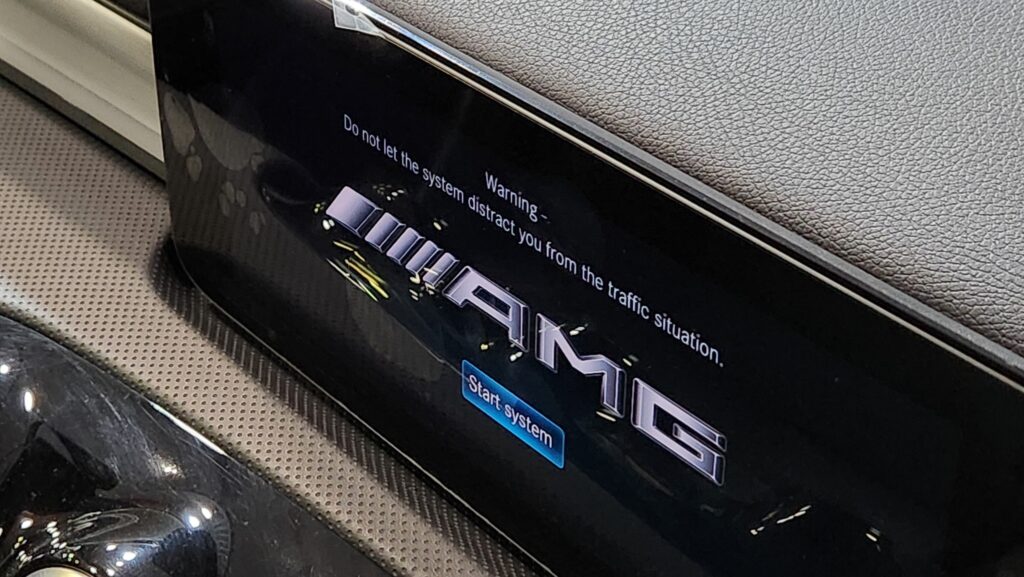 Warning -
Do not let the system distract you from the traffic situation.
AMG
Start system